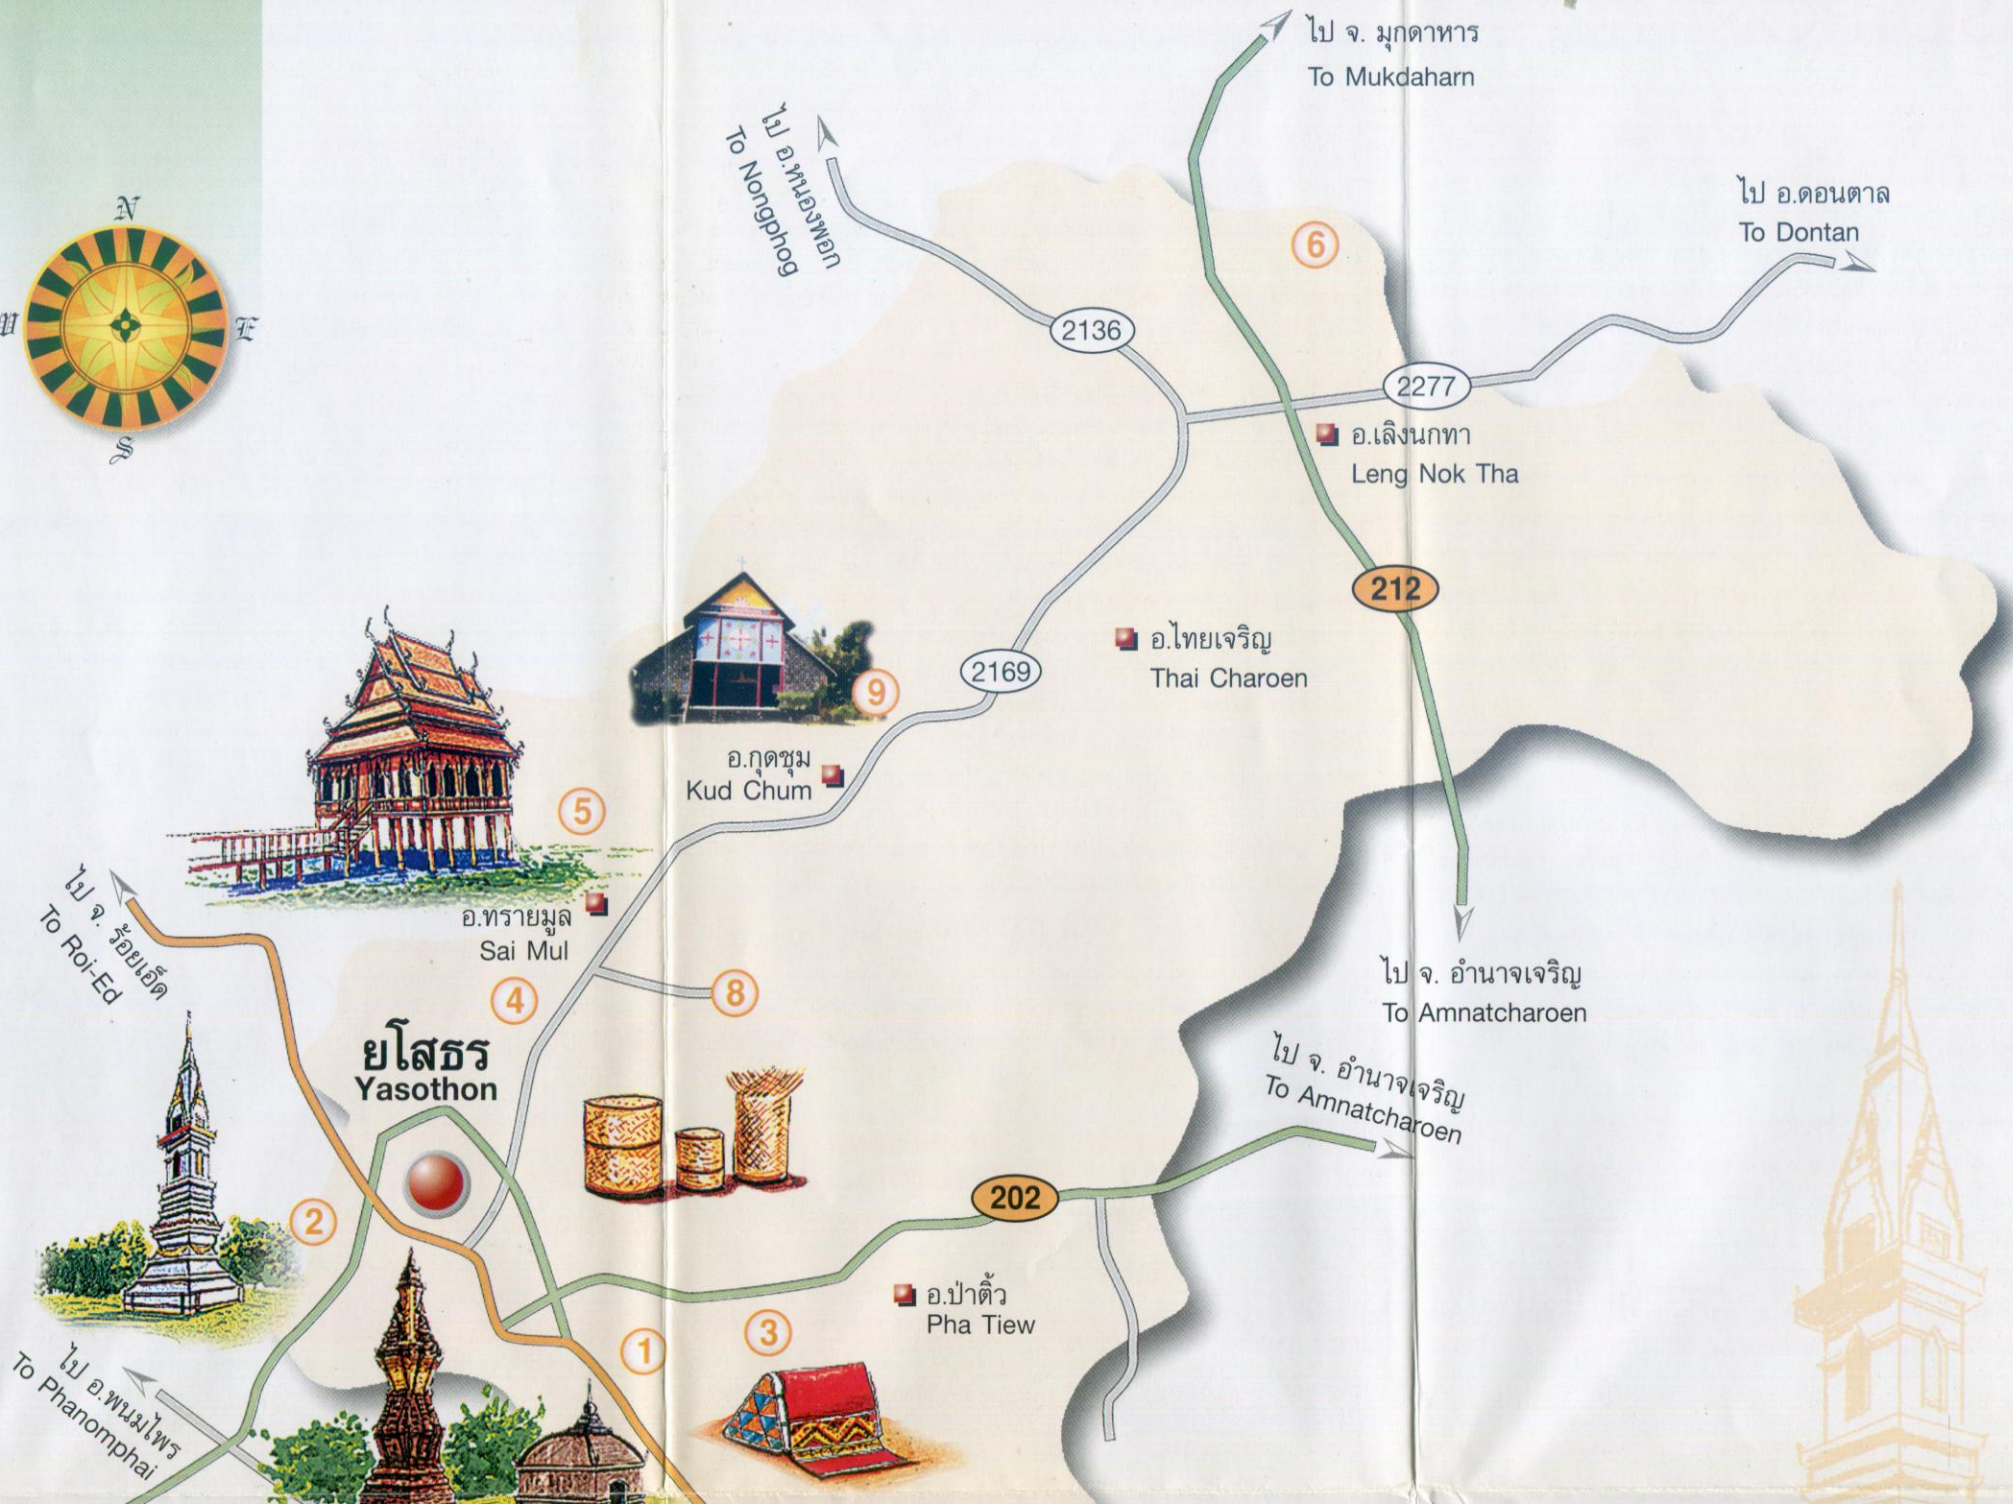 ไป จ. มุกดาหาร
To Mukdaharn
ไป อ.หนองพอก
To Nongphog
ไป อ.ดอนตาล
To Dontan
N
W
E
S
6
2136
2277
อ.เลิงนกทา
Leng Nok Tha
212
อ.ไทยเจริญ
Thai Charoen
2169
9
อ.กุดชุม
Kud Chum
5
อ.ทรายมูล
Sai Mul
ไป จ. ร้อยเอ็ด
To Roi-Ed
4
8
ไป จ. อำนาจเจริญ
To Amnatcharoen
ยโสธร
Yasothon
ไป จ. อำนาจเจริญ
To Amnatcharoen
202
2
อ.ป่าติ้ว
Pha Tiew
1
3
ไป อ.พนมไพร
To Phanomphai